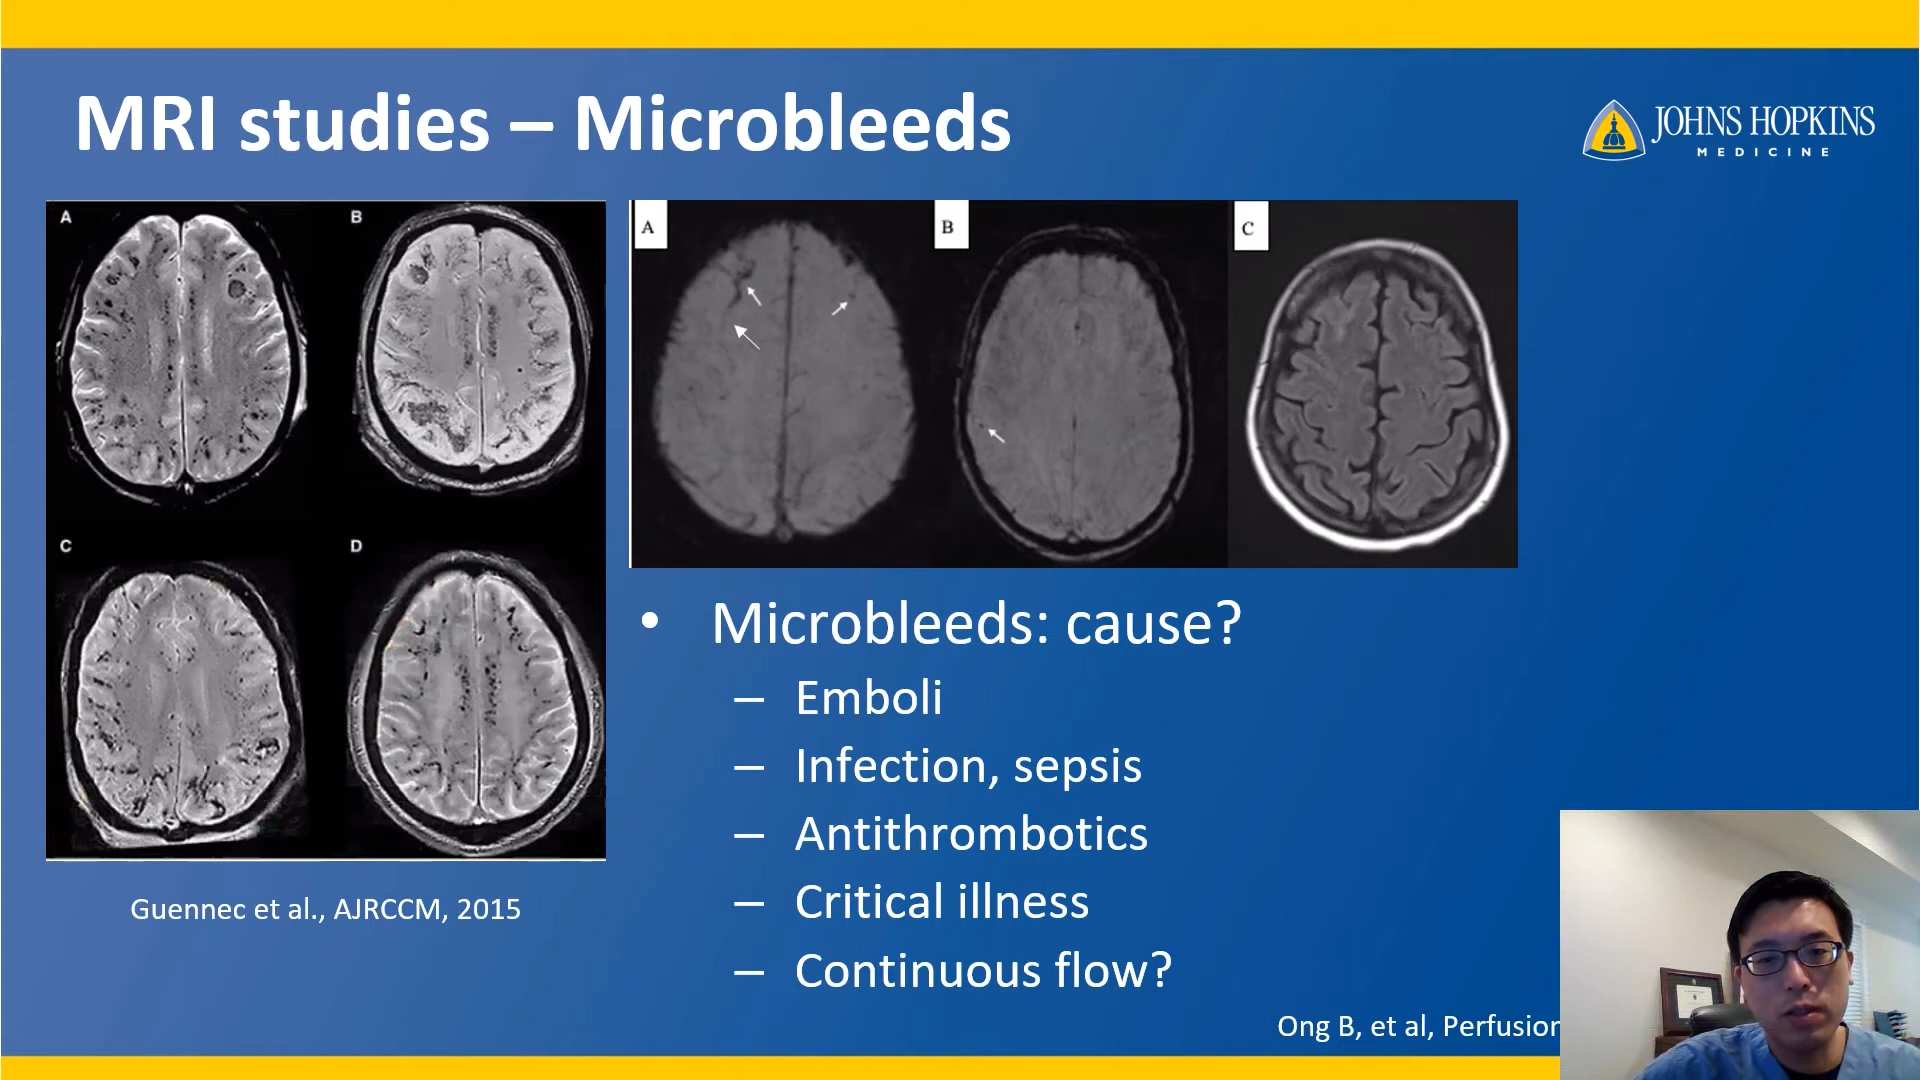 MRI studies – Microbleeds
JOHNS HOPKINS
MEDICINE
A
B
C
D
A
B
C
Guennec et al., AJRCCM, 2015
• Microbleeds: cause?
– Emboli
– Infection, sepsis
– Antithrombotics
– Critical illness
– Continuous flow?
Ong B, et al, Perfusion